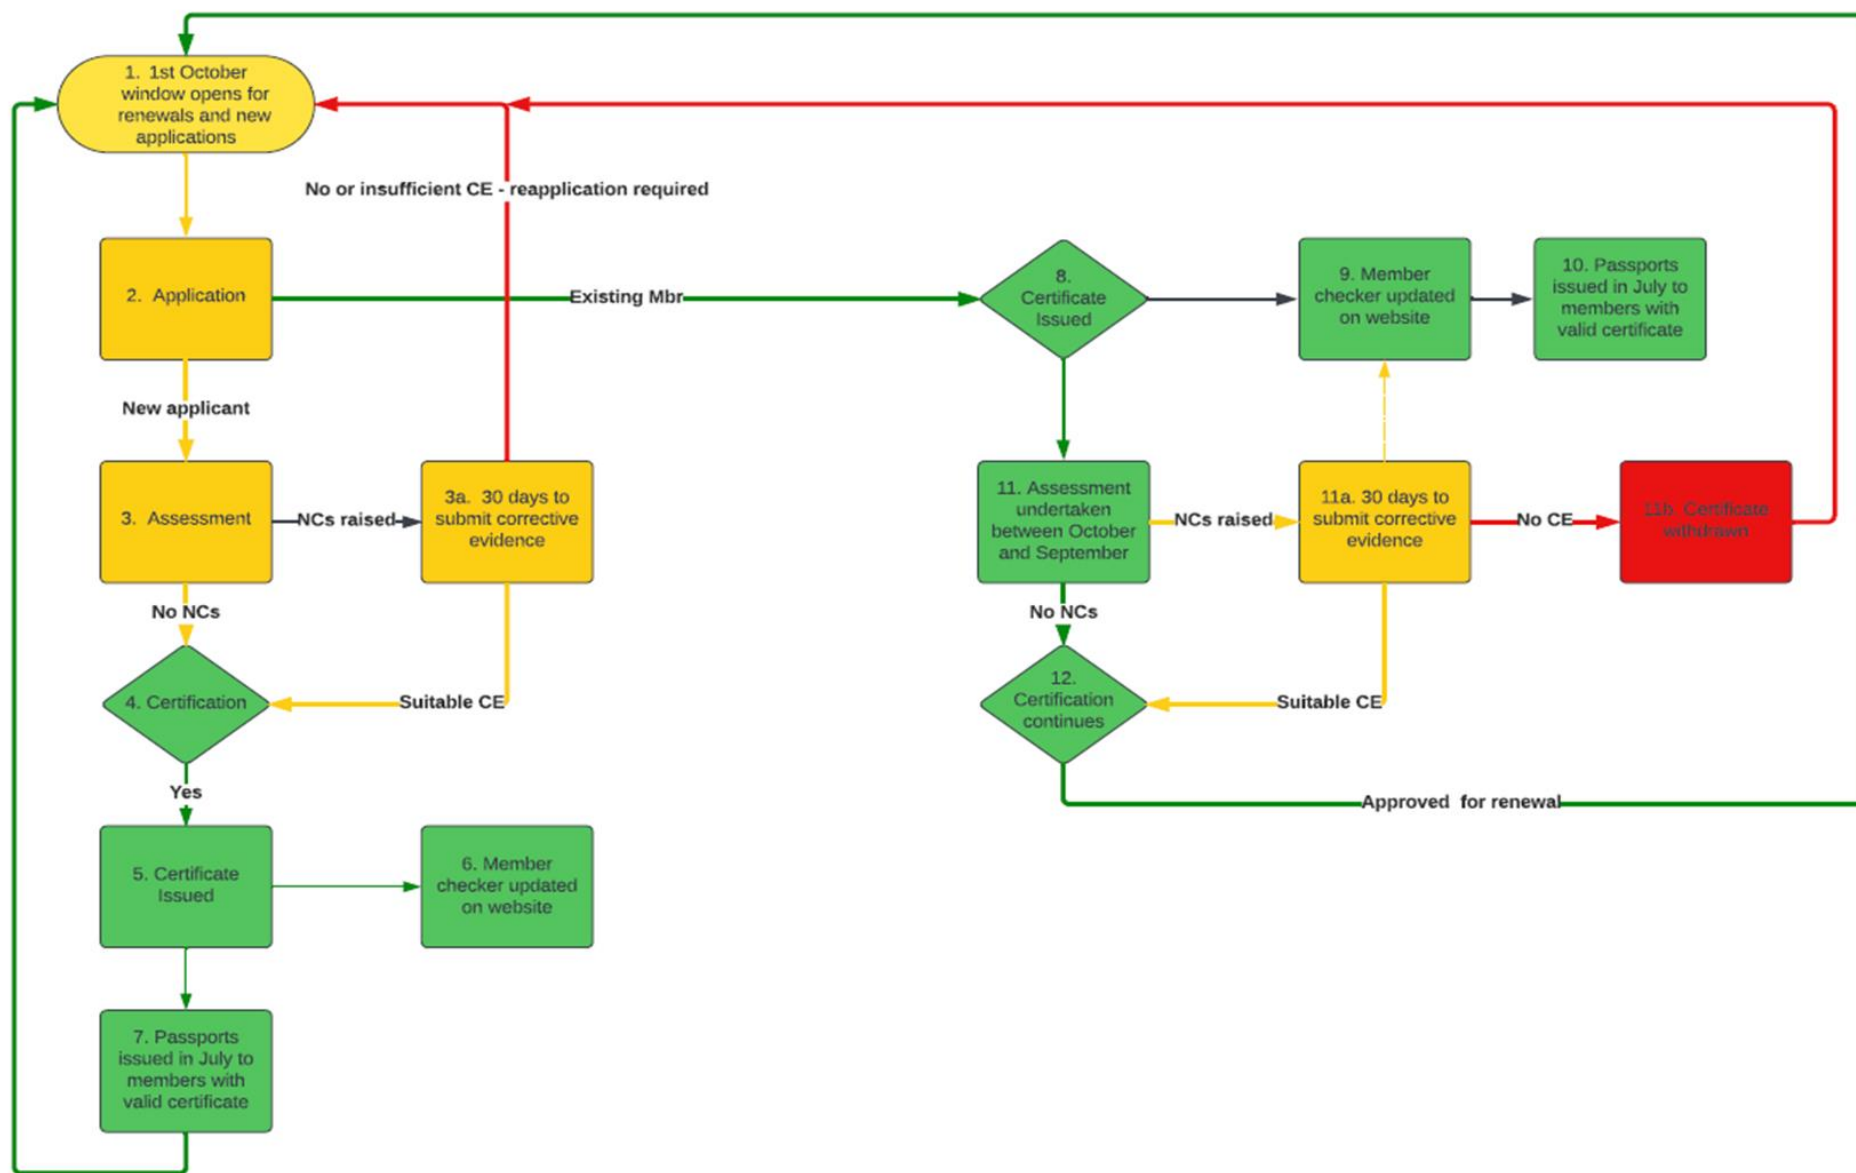 1. 1st October
window opens for
renewals and new
applications
No or insufficient CE - reapplication required
2. Application
Existing Mbr
8.
Certificate
Issued
9. Member
checker updated
on website
10. Passports
issued in July to
members with
valid certificate
New applicant
3. Assessment
NCs raised
3a. 30 days to
submit corrective
evidence
11. Assessment
undertaken
between October
and September
NCs raised
11a. 30 days to
submit corrective
evidence
No CE
11b. Certificate
withdrawn
No NCs
No NCs
4. Certification
Suitable CE
12.
Certification
continues
Suitable CE
Yes
Approved for renewal
5. Certificate
Issued
6. Member
checker updated
on website
7. Passports
issued in July to
members with
valid certificate